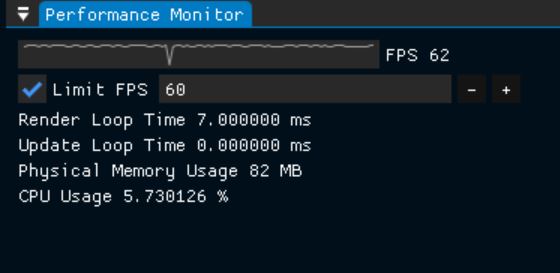 Performance Monitor
FPS 62
Limit FPS 60 - +
Render Loop Time 7.000000 ms
Update Loop Time 0.000000 ms
Physical Memory Usage 82 MB
CPU Usage 5.730126 %